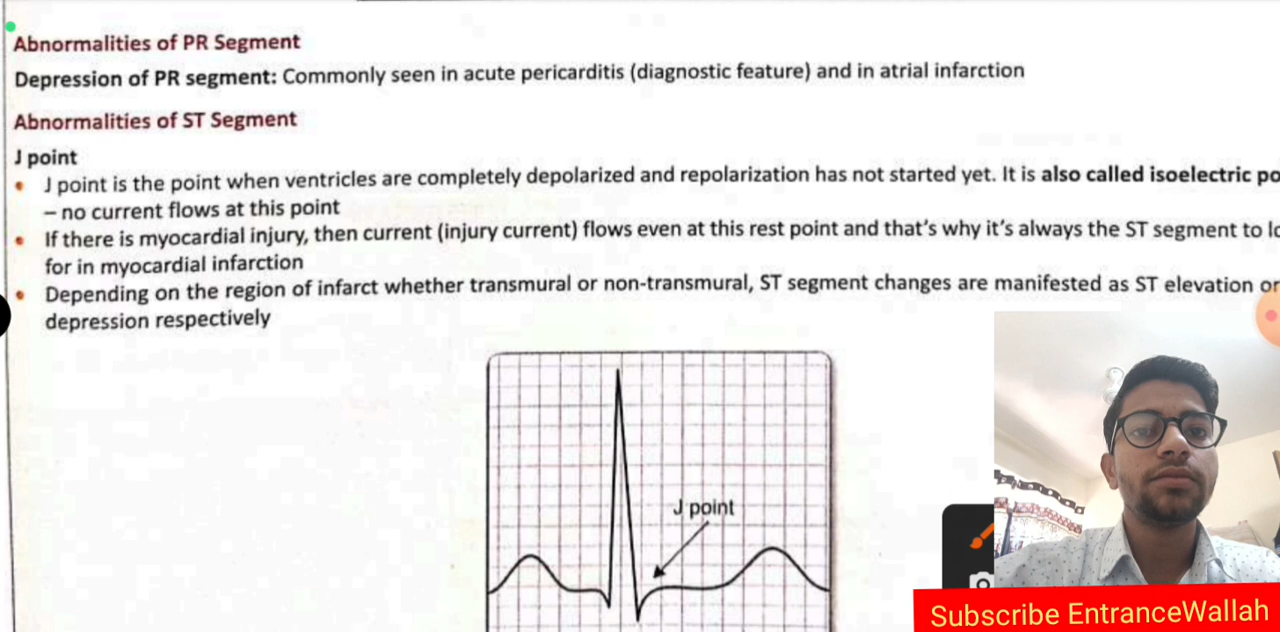 Abnormalities of PR Segment
Depression of PR segment: Commonly seen in acute pericarditis (diagnostic feature) and in atrial infarction
Abnormalities of ST Segment
J point
• J point is the point when ventricles are completely depolarized and repolarization has not started yet. It is also called isoelectric po
– no current flows at this point
• If there is myocardial injury, then current (injury current) flows even at this rest point and that's why it's always the ST segment to lo
for in myocardial infarction
• Depending on the region of infarct whether transmural or non-transmural, ST segment changes are manifested as ST elevation or
depression respectively
J point
Subscribe EntranceWallah